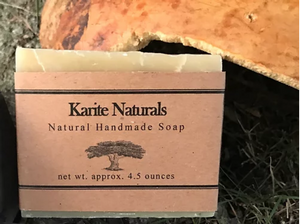 Karite Naturals
Natural Handmade Soap
net wt. approx. 4.5 ounces